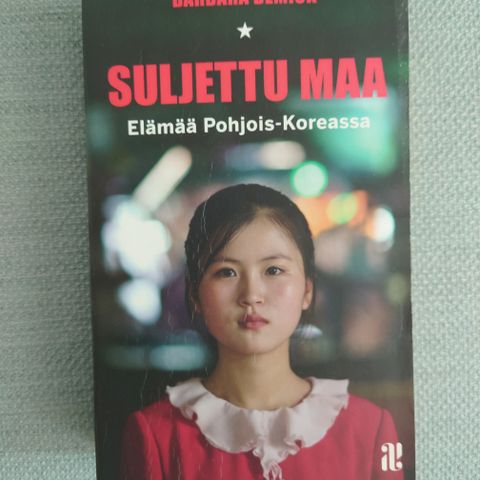 BARBARA DEMICK
SULJETTU MAA
Elämää Pohjois-Koreassa